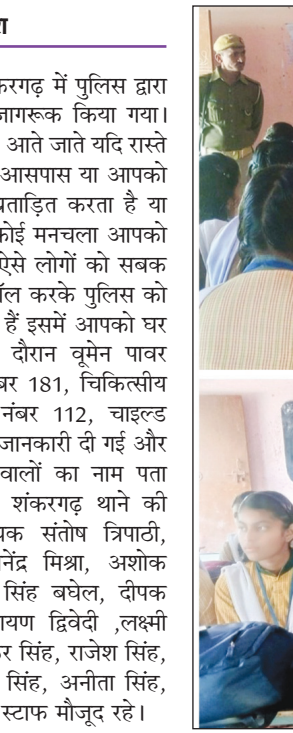 करगढ़ में पुलिस द्वारा
जागरूक किया गया।
आते जाते यदि रास्ते
आसपास या आपको
प्रताड़ित करता है या
कोई मनचला आपको
ऐसे लोगों को सबक
ॉल करके पुलिस को
हैं इसमें आपको घर
दौरान वूमेन पावर
बर 181, चिकित्सीय
नंबर 112, चाइल्ड
जानकारी दी गई और
वालों का नाम पता
शंकरगढ़ थाने की
यक संतोष त्रिपाठी,
नेंद्र मिश्रा, अशोक
सिंह बघेल, दीपक
ायण द्विवेदी ,लक्ष्मी
र सिंह, राजेश सिंह,
सिंह, अनीता सिंह,
स्टाफ मौजूद रहे।